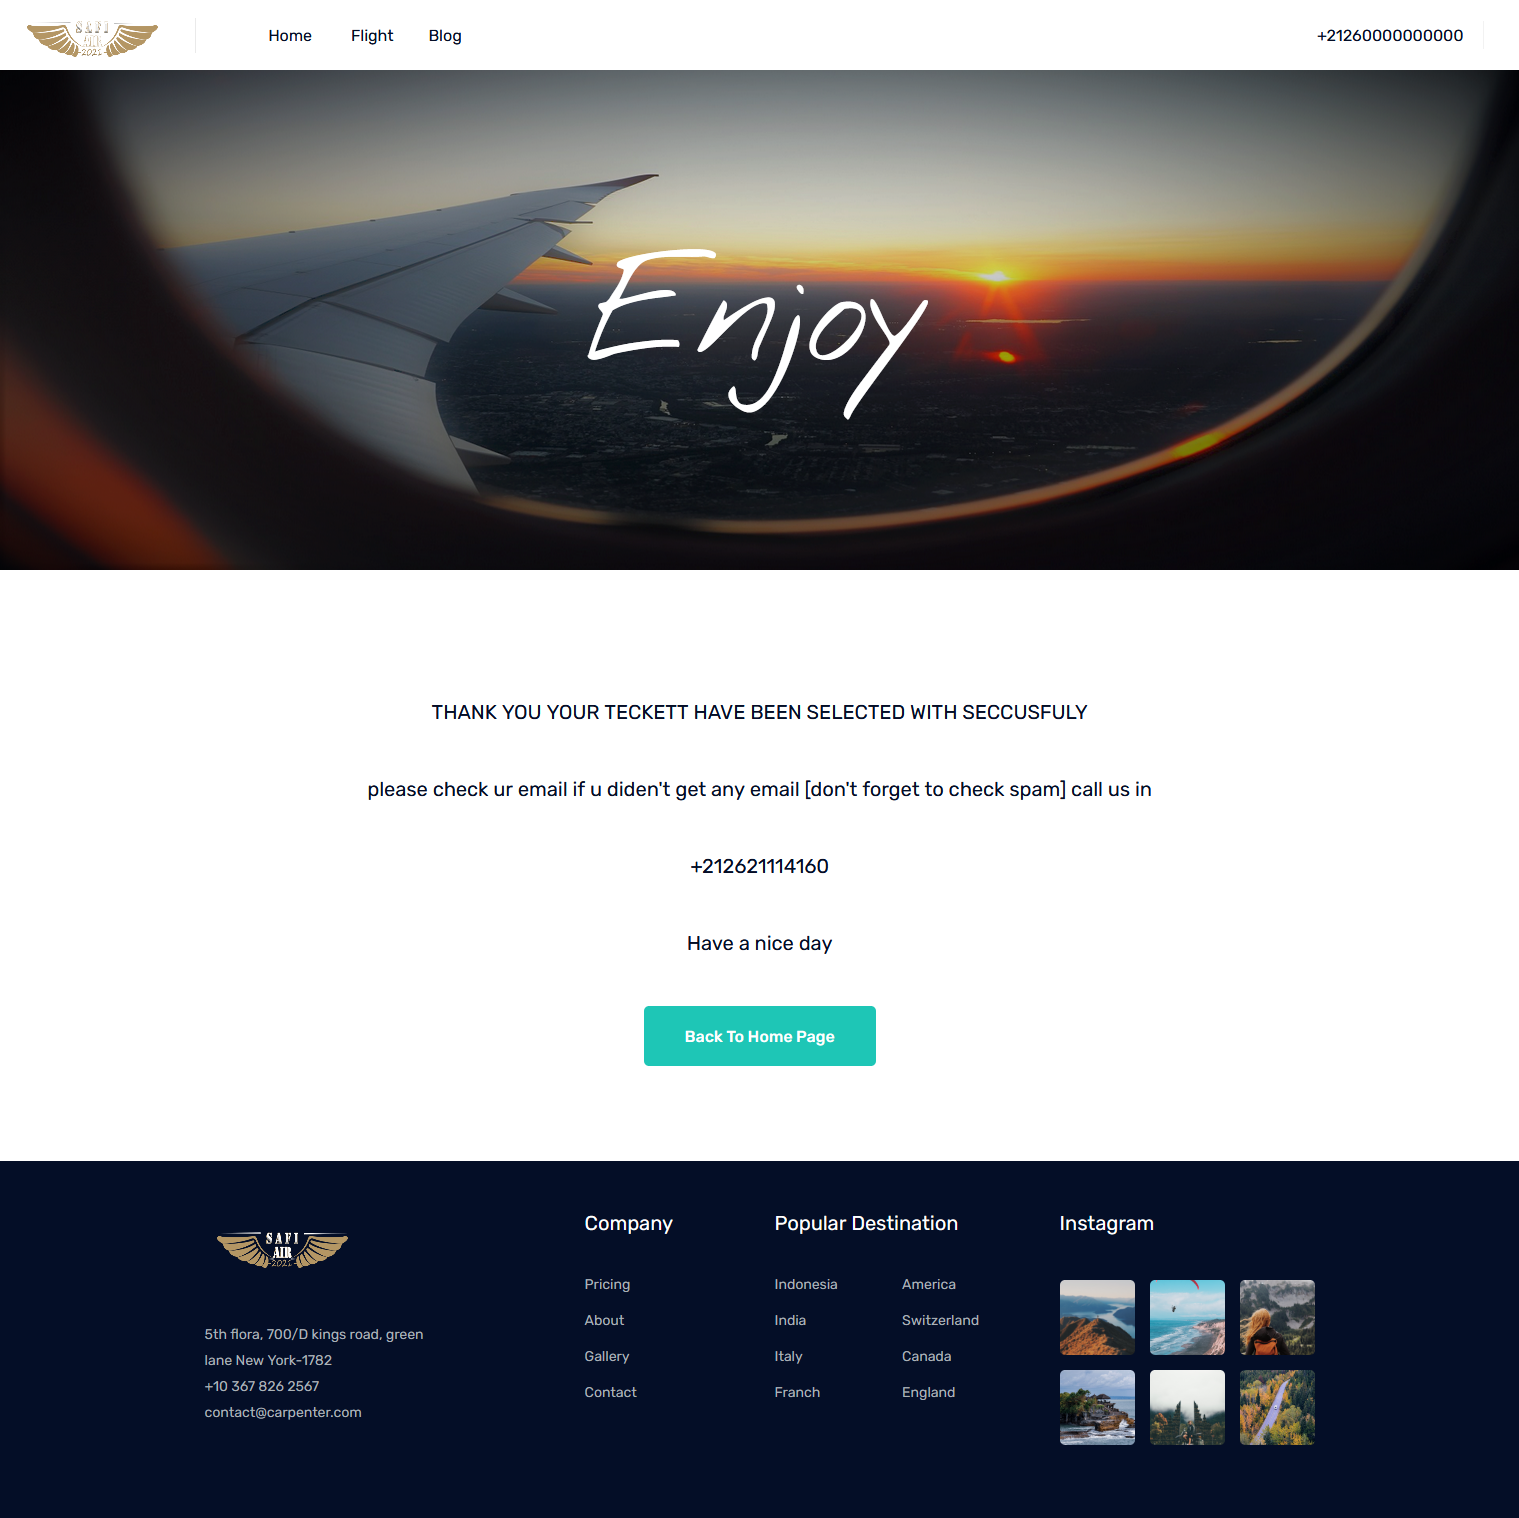 SAFI
AIR
-2021-
Home Flight Blog +21260000000000
Enjoy
THANK YOU YOUR TECKETT HAVE BEEN SELECTED WITH SECCUSFULY
please check ur email if u diden't get any email [don't forget to check spam] call us in
+212621114160
Have a nice day
Back To Home Page
SAFI
AIR
-2021-
5th flora, 700/D kings road, green
lane New York-1782
+10 367 826 2567
contact@carpenter.com
Company
Pricing
About
Gallery
Contact
Popular Destination
Indonesia
India
Italy
Franch
America
Switzerland
Canada
England
Instagram